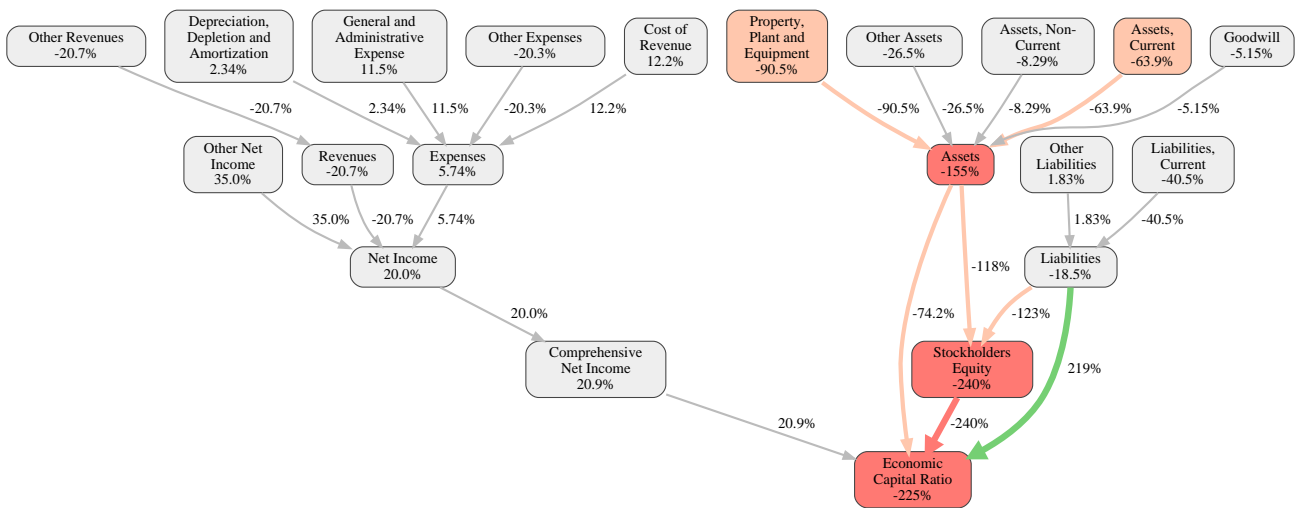 Other Revenues
-20.7%
Depreciation,
Depletion and
Amortization
2.34%
General and
Administrative
Expense
11.5%
Other Expenses
-20.3%
Cost of
Revenue
12.2%
Property,
Plant and
Equipment
-90.5%
Other Assets
-26.5%
Assets, Non-
Current
-8.29%
Assets,
Current
-63.9%
Goodwill
-5.15%
-20.7%
2.34%
11.5%
-20.3%
12.2%
-90.5%
-26.5%
-8.29%
-63.9%
-5.15%
Other Net
Income
35.0%
Revenues
-20.7%
Expenses
5.74%
Assets
-155%
Other
Liabilities
1.83%
Liabilities,
Current
-40.5%
35.0%
-20.7%
5.74%
1.83%
-40.5%
Net Income
20.0%
-118%
Liabilities
-18.5%
20.0%
-74.2%
-123%
Comprehensive
Net Income
20.9%
Stockholders
Equity
-240%
219%
20.9%
-240%
Economic
Capital Ratio
-225%